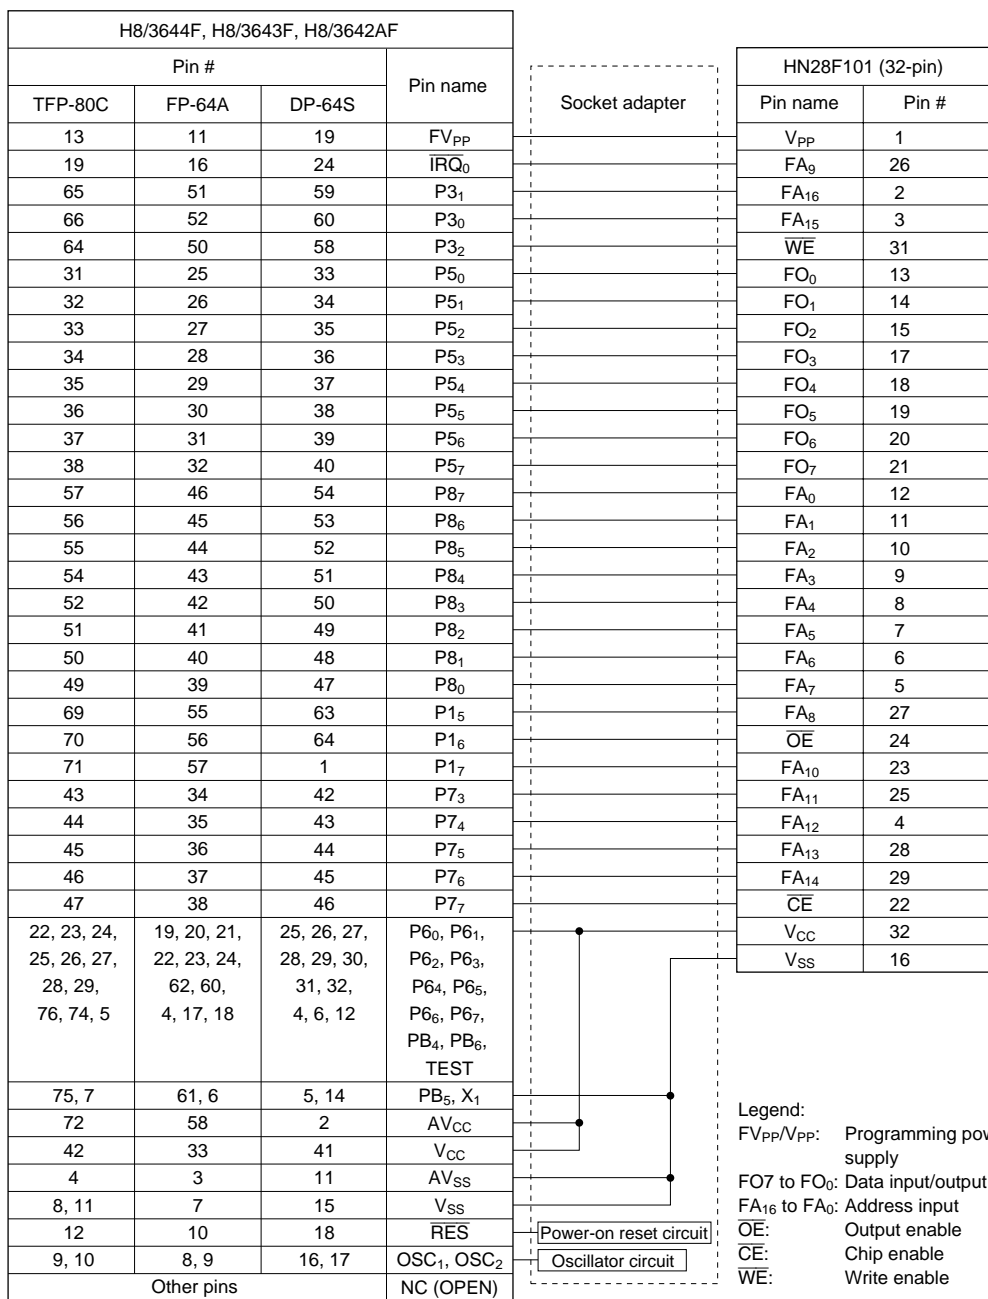 H8/3644F, H8/3643F, H8/3642AF
Pin # Pin name
TFP-80C FP-64A DP-64S
Socket adapter
HN28F101 (32-pin)
Pin name Pin #
13 11 19 FVPP VPP 1
19 16 24 I̅R̅Q̅0 FA9 26
65 51 59 P31 FA16 2
66 52 60 P30 FA15 3
64 50 58 P32 W̅E̅ 31
31 25 33 P50 FO0 13
32 26 34 P51 FO1 14
33 27 35 P52 FO2 15
34 28 36 P53 FO3 17
35 29 37 P54 FO4 18
36 30 38 P55 FO5 19
37 31 39 P56 FO6 20
38 32 40 P57 FO7 21
57 46 54 P87 FA0 12
56 45 53 P86 FA1 11
55 44 52 P85 FA2 10
54 43 51 P84 FA3 9
52 42 50 P83 FA4 8
51 41 49 P82 FA5 7
50 40 48 P81 FA6 6
49 39 47 P80 FA7 5
69 55 63 P15 FA8 27
70 56 64 P16 O̅E̅ 24
71 57 1 P17 FA10 23
43 34 42 P73 FA11 25
44 35 43 P74 FA12 4
45 36 44 P75 FA13 28
46 37 45 P76 FA14 29
47 38 46 P77 C̅E̅ 22
22, 23, 24, 19, 20, 21, 25, 26, 27, P60, P61, VCC 32
25, 26, 27, 22, 23, 24, 28, 29, 30, P62, P63, VSS 16
28, 29, 62, 60, 31, 32, P64, P65,
76, 74, 5 4, 17, 18 4, 6, 12 P66, P67,
PB4, PB6,
TEST
75, 7 61, 6 5, 14 PB5, X1
72 58 2 AVCC
42 33 41 VCC
4 3 11 AVSS
8, 11 7 15 VSS
12 10 18 R̅E̅S̅ Power-on reset circuit
9, 10 8, 9 16, 17 OSC1, OSC2 Oscillator circuit
Other pins NC (OPEN)
Legend:
FVPP/VPP: Programming pow
supply
FO7 to FO0: Data input/output
FA16 to FA0: Address input
O̅E̅: Output enable
C̅E̅: Chip enable
W̅E̅: Write enable